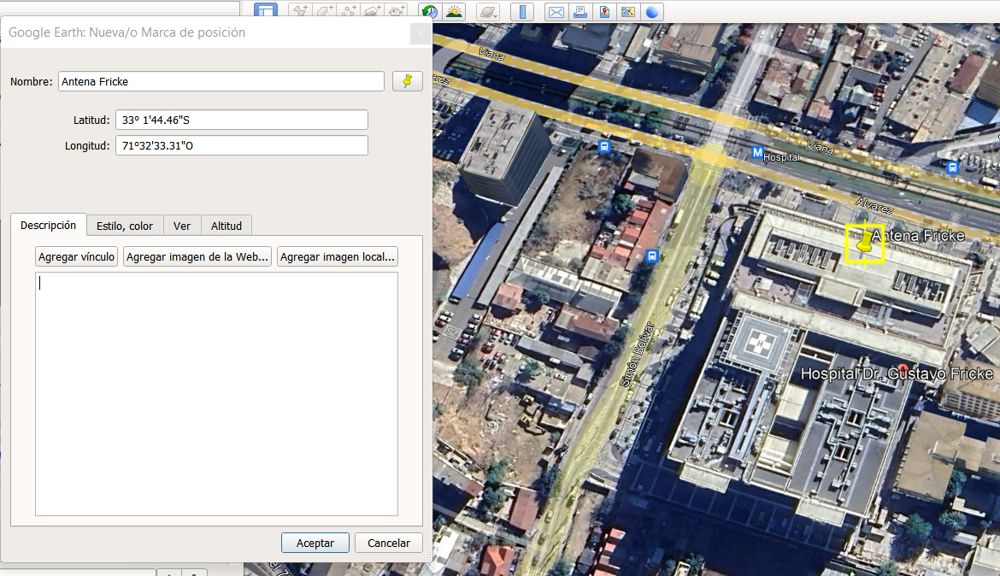 Google Earth: Nueva/o Marca de posición
Nombre: Antena Fricke
Latitud: 33° 1'44.46"S
Longitud: 71°32'33.31"O
Descripción Estilo, color Ver Altitud
Agregar vínculo Agregar imagen de la Web... Agregar imagen local...
Aceptar Cancelar
Viana
M Hospital
Viana
Álvarez
Antena Fricke
Simón Bolívar
Hospital Dr. Gustavo Fricke